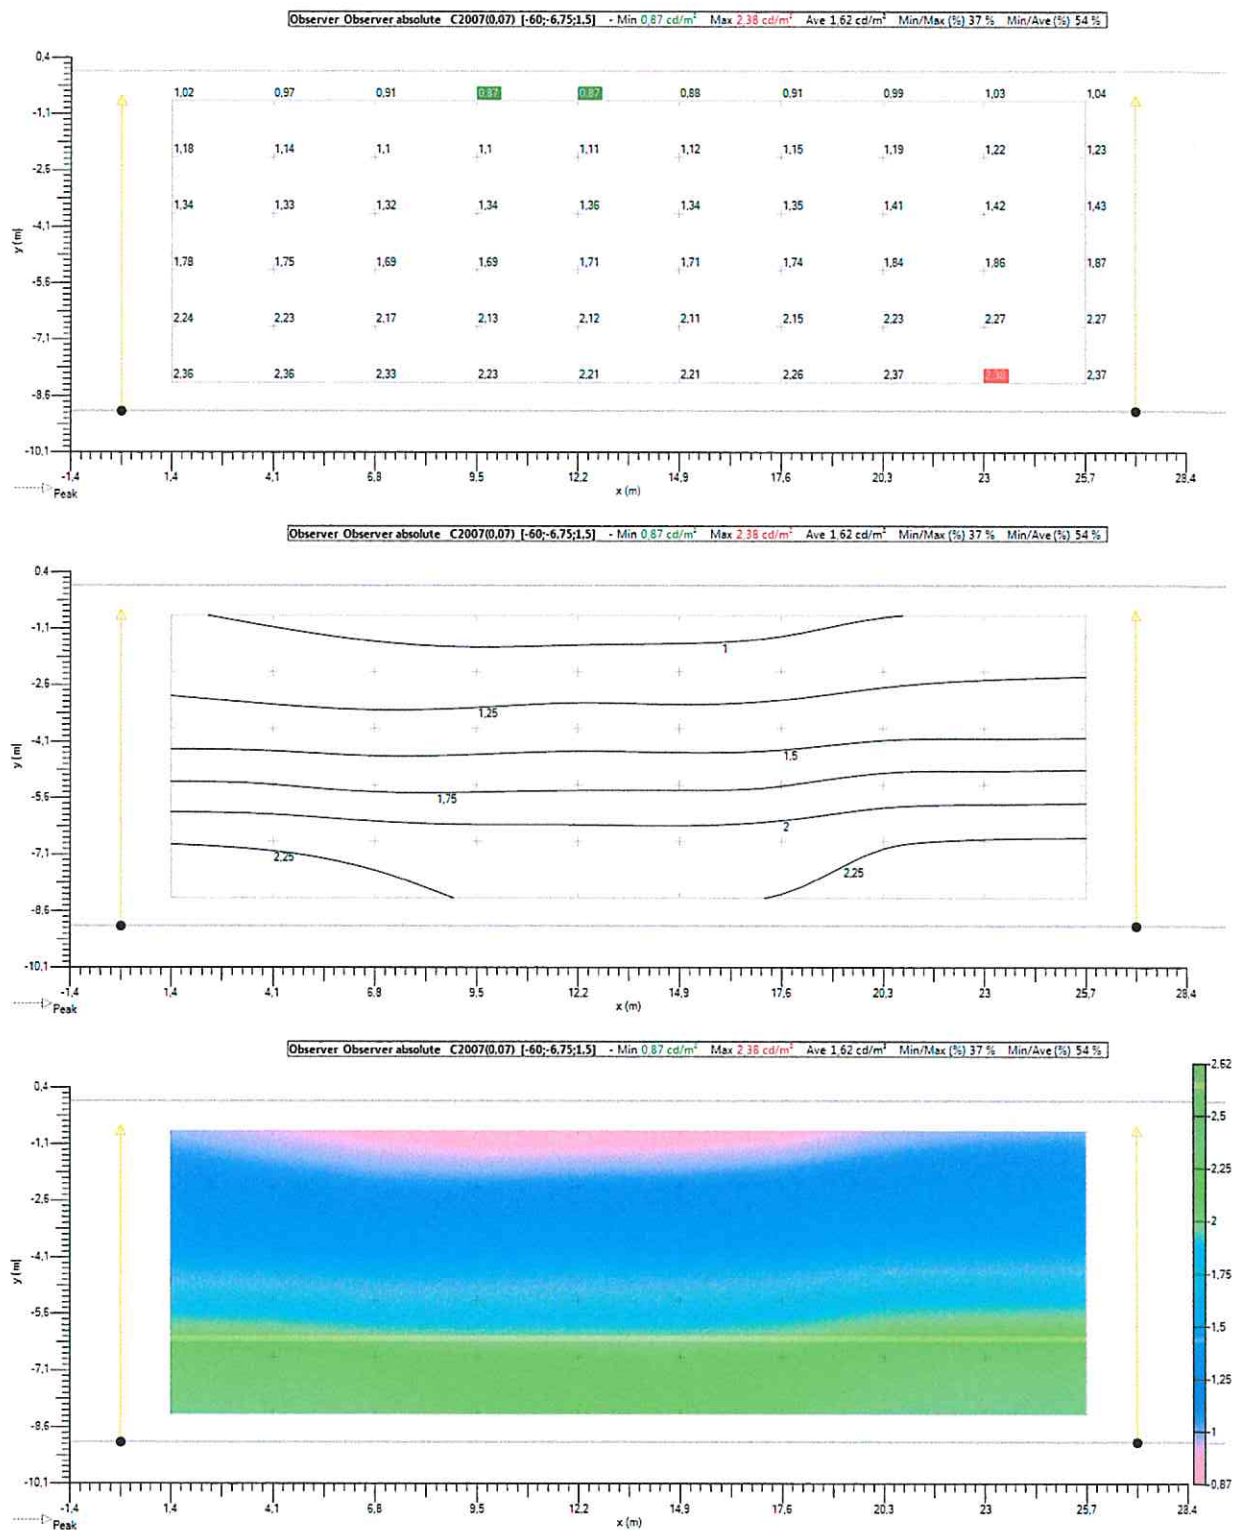 Observer Observer absolute C2007(0,07) [-60;-6,75;1,5] - Min 0,87 cd/m² Max 2,38 cd/m² Ave 1,62 cd/m² Min/Max (%) 37 % Min/Ave (%) 54 %
0,4
1,02 0,97 0,91 0,87 0,87 0,88 0,91 0,99 1,03 1,04
-1,1
1,18 1,14 1,1 1,1 1,11 1,12 1,15 1,19 1,22 1,23
-2,6
1,34 1,33 1,32 1,34 1,36 1,34 1,35 1,41 1,42 1,43
-4,1
y (m)
1,78 1,75 1,69 1,69 1,71 1,71 1,74 1,84 1,86 1,87
-5,6
2,24 2,23 2,17 2,13 2,12 2,11 2,15 2,23 2,27 2,27
-7,1
2,36 2,36 2,33 2,23 2,21 2,21 2,26 2,37 2,38 2,37
-8,6
-10,1
-1,4 1,4 4,1 6,8 9,5 12,2 14,9 17,6 20,3 23 25,7 28,4
Peak x (m)
Observer Observer absolute C2007(0,07) [-60;-6,75;1,5] - Min 0,87 cd/m² Max 2,38 cd/m² Ave 1,62 cd/m² Min/Max (%) 37 % Min/Ave (%) 54 %
0,4
-1,1
1
-2,6
1,25
-4,1
y (m)
1,5
-5,6
1,75
2
-7,1
2,25 2,25
-8,6
-10,1
-1,4 1,4 4,1 6,8 9,5 12,2 14,9 17,6 20,3 23 25,7 28,4
Peak x (m)
Observer Observer absolute C2007(0,07) [-60;-6,75;1,5] - Min 0,87 cd/m² Max 2,38 cd/m² Ave 1,62 cd/m² Min/Max (%) 37 % Min/Ave (%) 54 %
0,4
-1,1
-2,6
-4,1
y (m)
-5,6
-7,1
-8,6
-10,1
2,62
2,5
2,25
2
1,75
1,5
1,25
1
0,87
-1,4 1,4 4,1 6,8 9,5 12,2 14,9 17,6 20,3 23 25,7 28,4
Peak x (m)